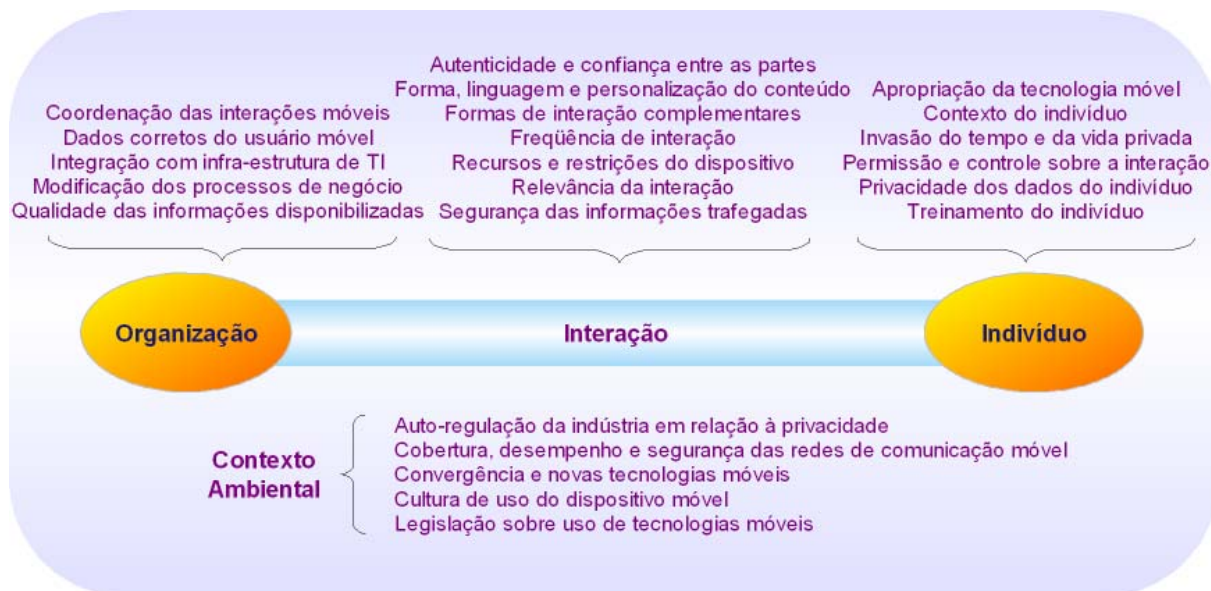 Coordenação das interações móveis
Dados corretos do usuário móvel
Integração com infra-estrutura de TI
Modificação dos processos de negócio
Qualidade das informações disponibilizadas
Autenticidade e confiança entre as partes
Forma, linguagem e personalização do conteúdo
Formas de interação complementares
Freqüência de interação
Recursos e restrições do dispositivo
Relevância da interação
Segurança das informações trafegadas
Apropriação da tecnologia móvel
Contexto do indivíduo
Invasão do tempo e da vida privada
Permissão e controle sobre a interação
Privacidade dos dados do indivíduo
Treinamento do indivíduo
Organização
Interação
Indivíduo
Contexto
Ambiental
Auto-regulação da indústria em relação à privacidade
Cobertura, desempenho e segurança das redes de comunicação móvel
Convergência e novas tecnologias móveis
Cultura de uso do dispositivo móvel
Legislação sobre uso de tecnologias móveis